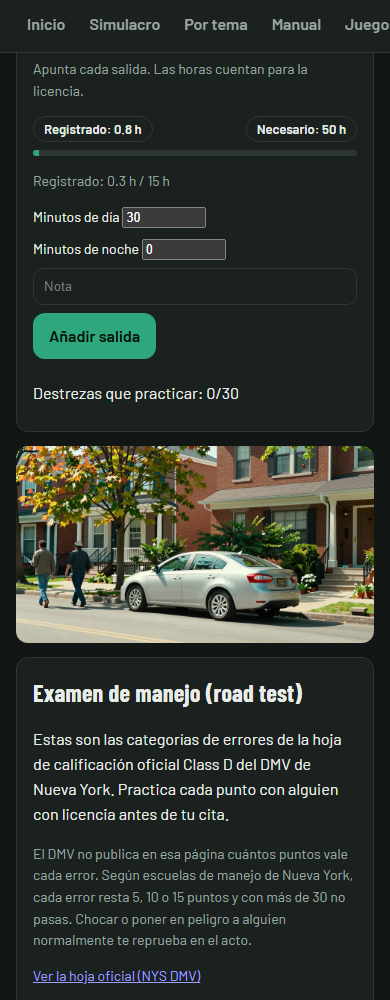 Inicio Simulacro Por tema Manual Juego
Apunta cada salida. Las horas cuentan para la
licencia.
Registrado: 0.8 h Necesario: 50 h
Registrado: 0.3 h / 15 h
Minutos de día 30
Minutos de noche 0
Nota
Añadir salida
Destrezas que practicar: 0/30
Examen de manejo (road test)
Estas son las categorías de errores de la hoja
de calificación oficial Class D del DMV de
Nueva York. Practica cada punto con alguien
con licencia antes de tu cita.
El DMV no publica en esa página cuántos puntos vale
cada error. Según escuelas de manejo de Nueva York,
cada error resta 5, 10 o 15 puntos y con más de 30 no
pasas. Chocar o poner en peligro a alguien
normalmente te reprueba en el acto.
Ver la hoja oficial (NYS DMV)